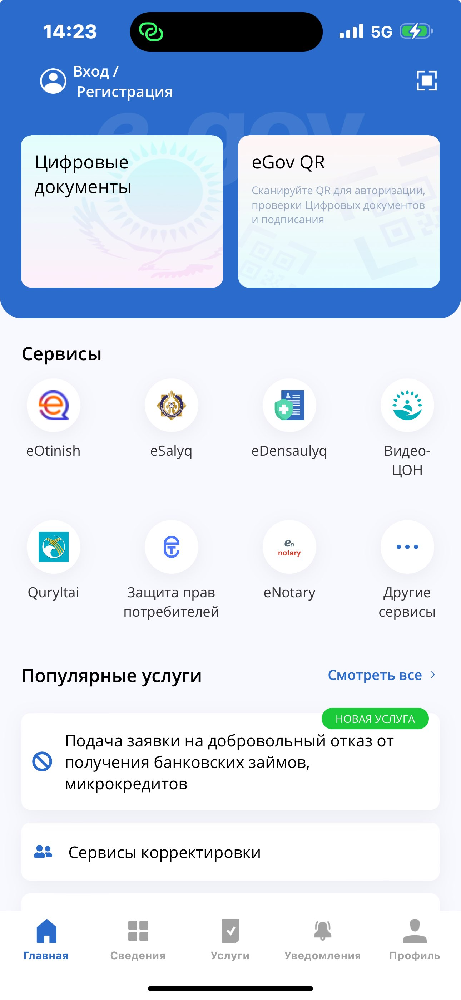 14:23
5G
Вход /
Регистрация
e gov
Цифровые
документы
eGov QR
Сканируйте QR для авторизации,
проверки Цифровых документов
и подписания
Сервисы
eOtinish
eSalyq
eDensaulyq
Видео-
ЦОН
e
notary
Quryltai
Защита прав
потребителей
eNotary
Другие
сервисы
Популярные услуги
Смотреть все
НОВАЯ УСЛУГА
Подача заявки на добровольный отказ от
получения банковских займов,
микрокредитов
Сервисы корректировки
Главная
Сведения
Услуги
Уведомления
Профиль